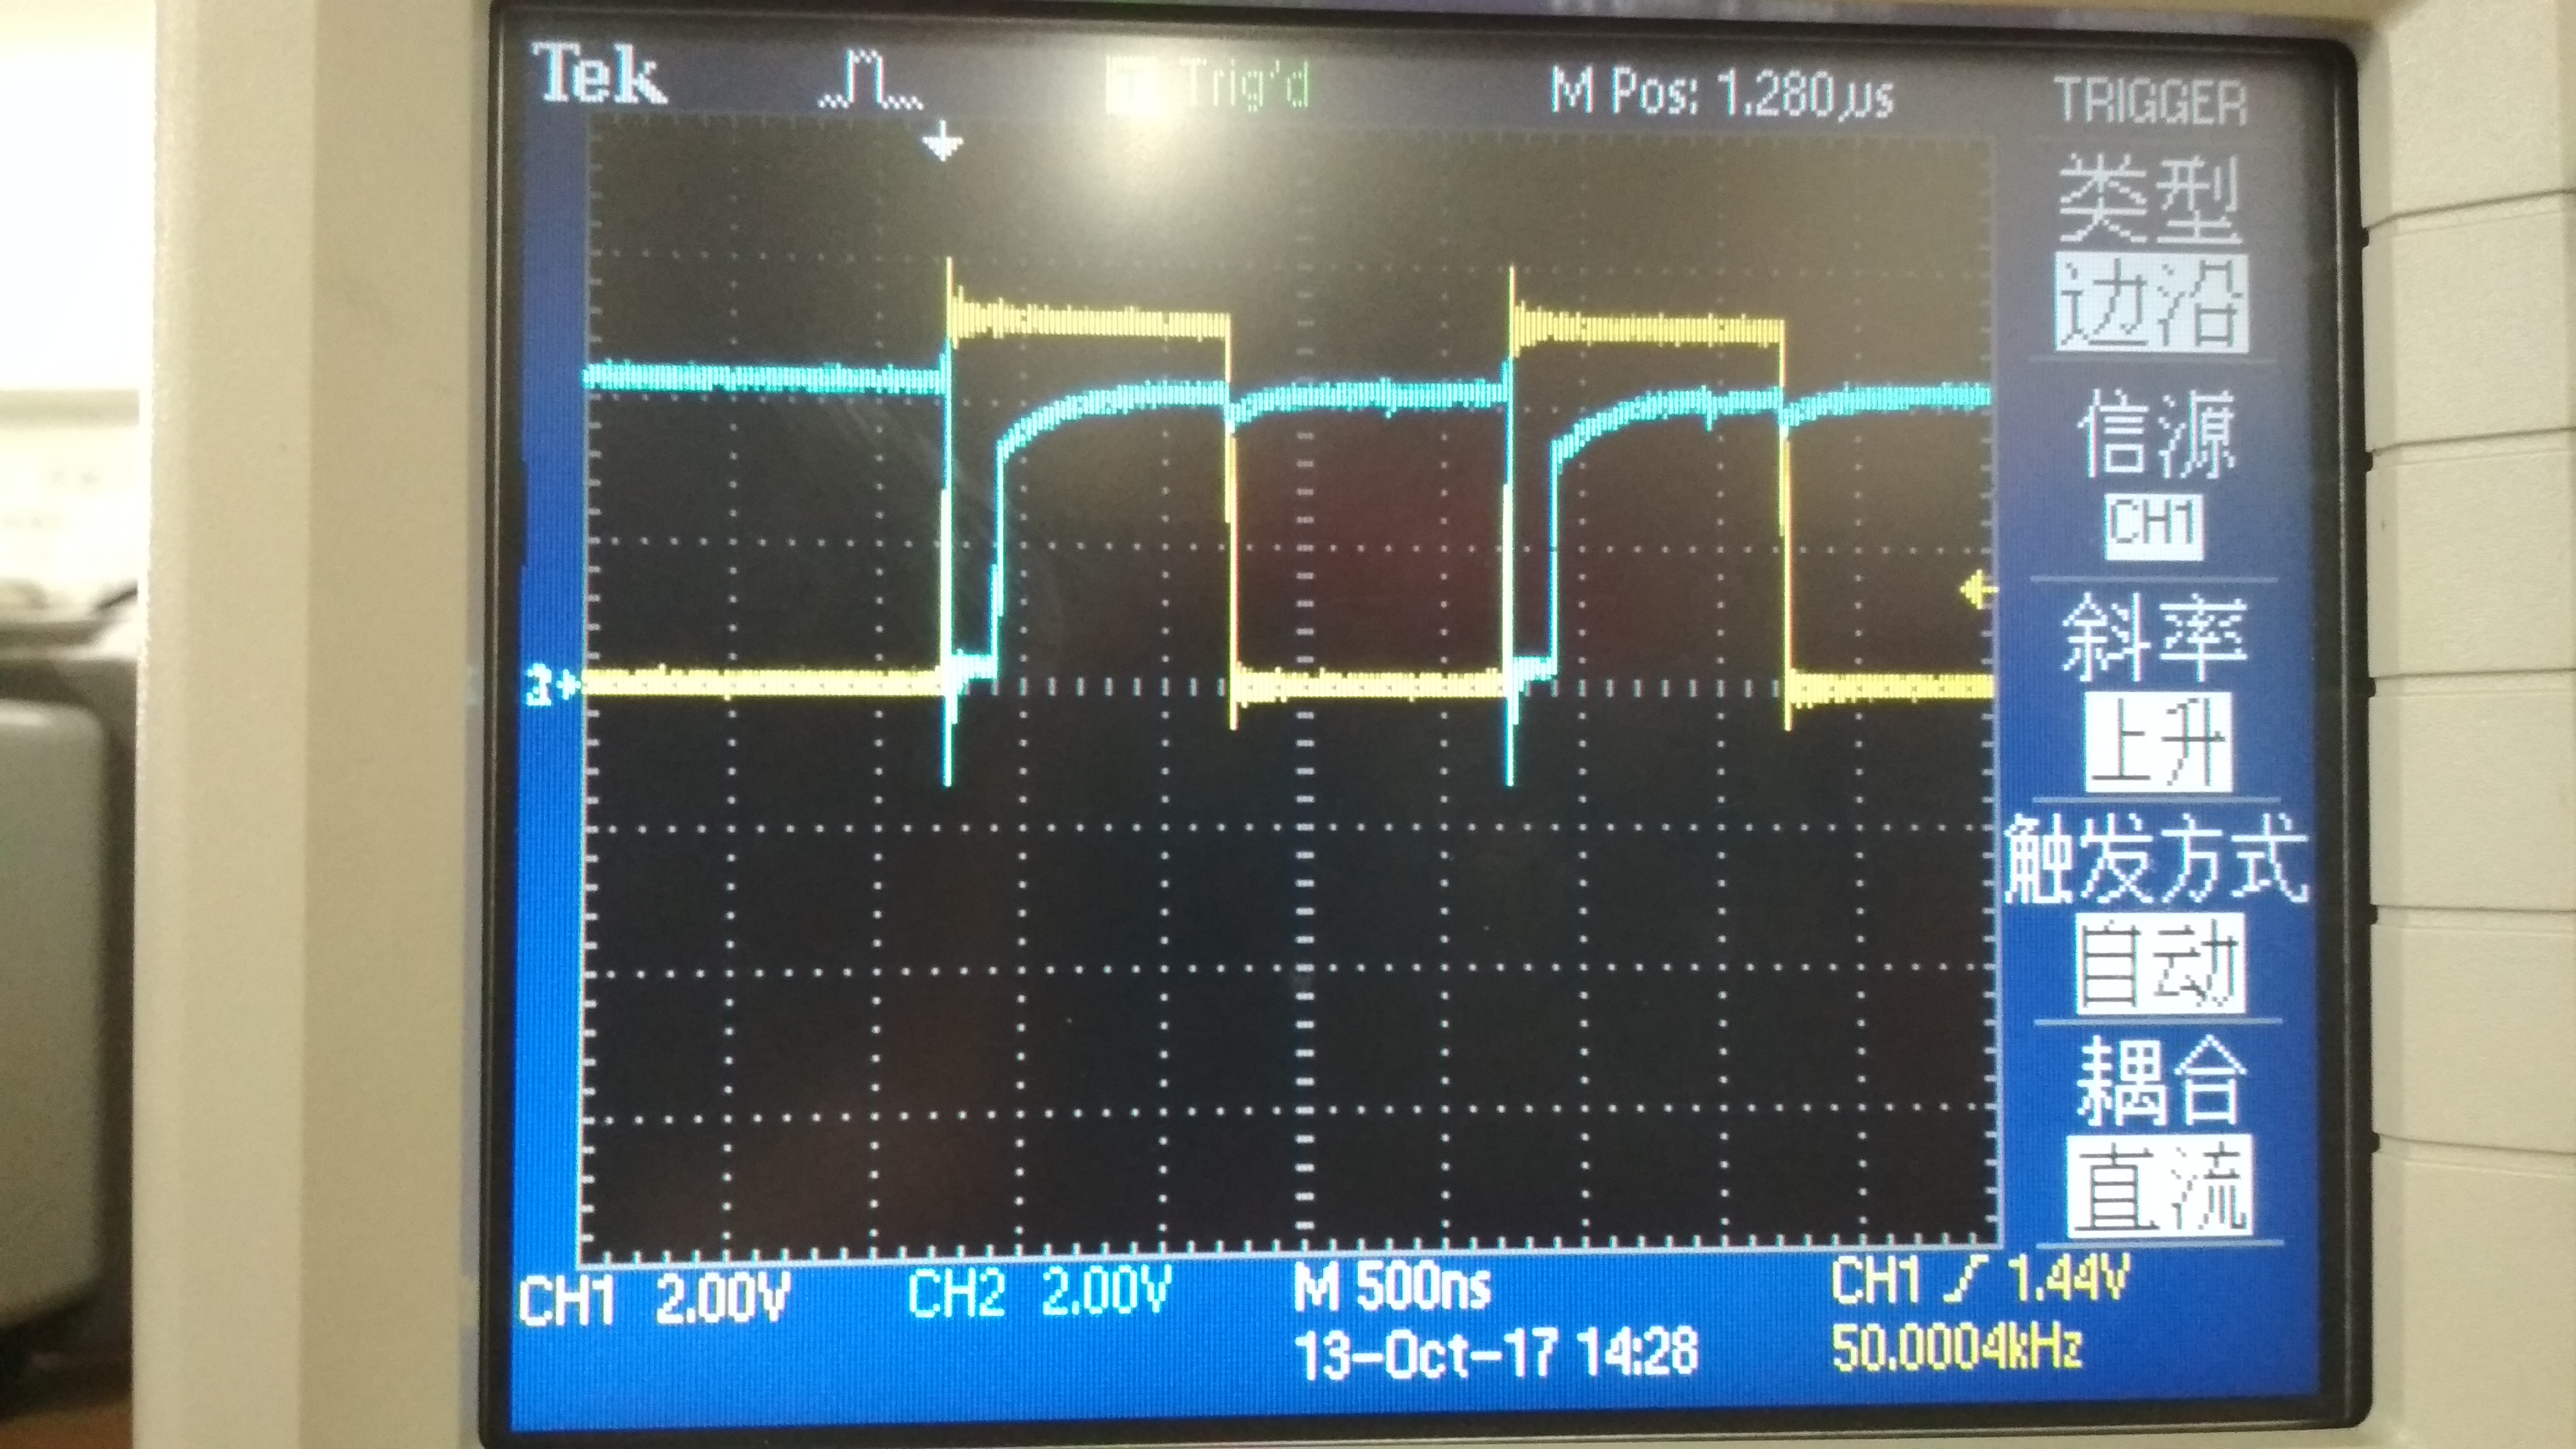 Tek Trig'd M Pos: 1.280µs TRIGGER
类型
边沿
信源
CH1
斜率
上升
触发方式
自动
耦合
直流
CH1 2.00V CH2 2.00V M 500ns CH1 1.44V
13-Oct-17 14:28 50.0004kHz